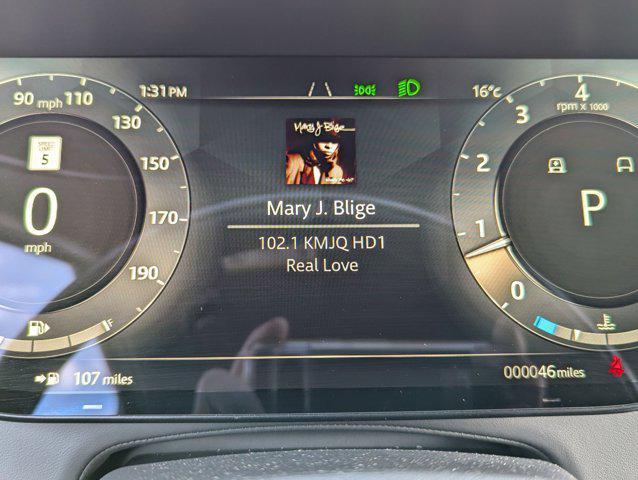 1:31 PM
16°C
90 mph 110
130
150
170
190
SPEED LIMIT
5
0
mph
F
107 miles
Mary J. Blige
Mary J. Blige
102.1 KMJQ HD1
Real Love
4
rpm x 1000
3
2
1
0
P
000046 miles